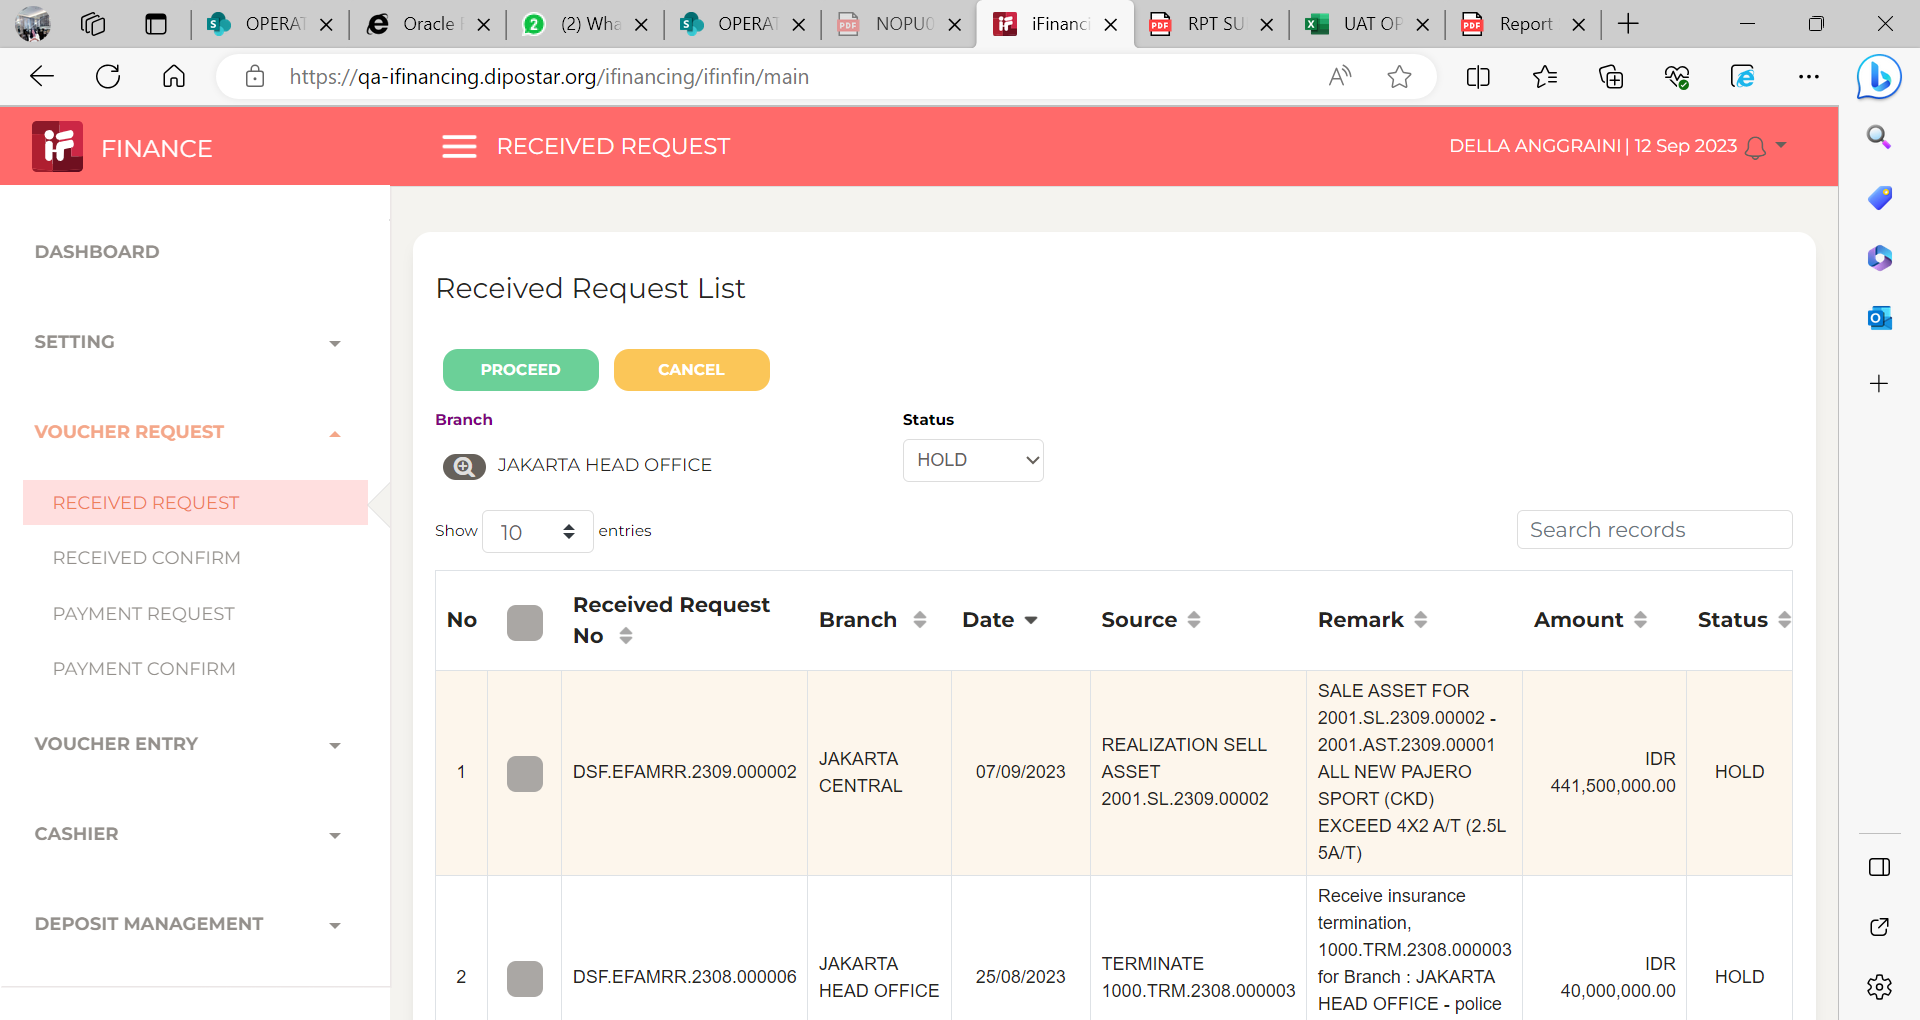 OPERAT
Oracle
(2) Wha
OPERAT
NOPU0
iFinanci
RPT SU
UAT OP
Report
https://qa-ifinancing.dipostar.org/ifinancing/ifinfin/main
FINANCE
RECEIVED REQUEST
DELLA ANGGRAINI | 12 Sep 2023
DASHBOARD
SETTING
VOUCHER REQUEST
RECEIVED REQUEST
RECEIVED CONFIRM
PAYMENT REQUEST
PAYMENT CONFIRM
VOUCHER ENTRY
CASHIER
DEPOSIT MANAGEMENT
Received Request List
PROCEED CANCEL
Branch Status
JAKARTA HEAD OFFICE HOLD
Show 10 entries Search records
No Received Request No Branch Date Source Remark Amount Status
1 DSF.EFAMRR.2309.000002
JAKARTA
CENTRAL
07/09/2023
REALIZATION SELL
ASSET
2001.SL.2309.00002
SALE ASSET FOR
2001.SL.2309.00002 -
2001.AST.2309.00001
ALL NEW PAJERO
SPORT (CKD)
EXCEED 4X2 A/T (2.5L
5A/T)
IDR
441,500,000.00
HOLD
2 DSF.EFAMRR.2308.000006
JAKARTA
HEAD OFFICE
25/08/2023
TERMINATE
1000.TRM.2308.000003
Receive insurance
termination,
1000.TRM.2308.000003
for Branch : JAKARTA
HEAD OFFICE - police
IDR
40,000,000.00
HOLD